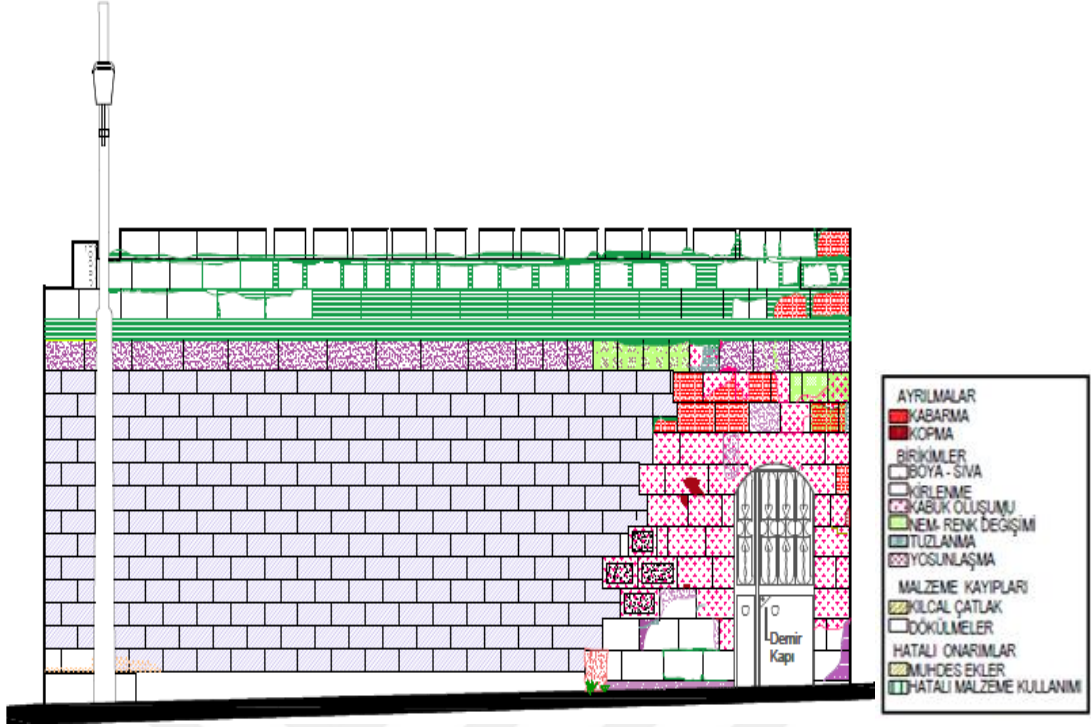 Demir
Kapı
AYRILMALAR
KABARMA
KOPMA
BİRİKİMLER
BOYA - SIVA
KİRLENME
KABUK OLUŞUMU
NEM- RENK DEĞİŞİMİ
TUZLANMA
YOSUNLAŞMA
MALZEME KAYIPLARI
KILCAL ÇATLAK
DÖKÜLMELER
HATALI ONARIMLAR
MUHDES EKLER
HATALI MALZEME KULLANIMI